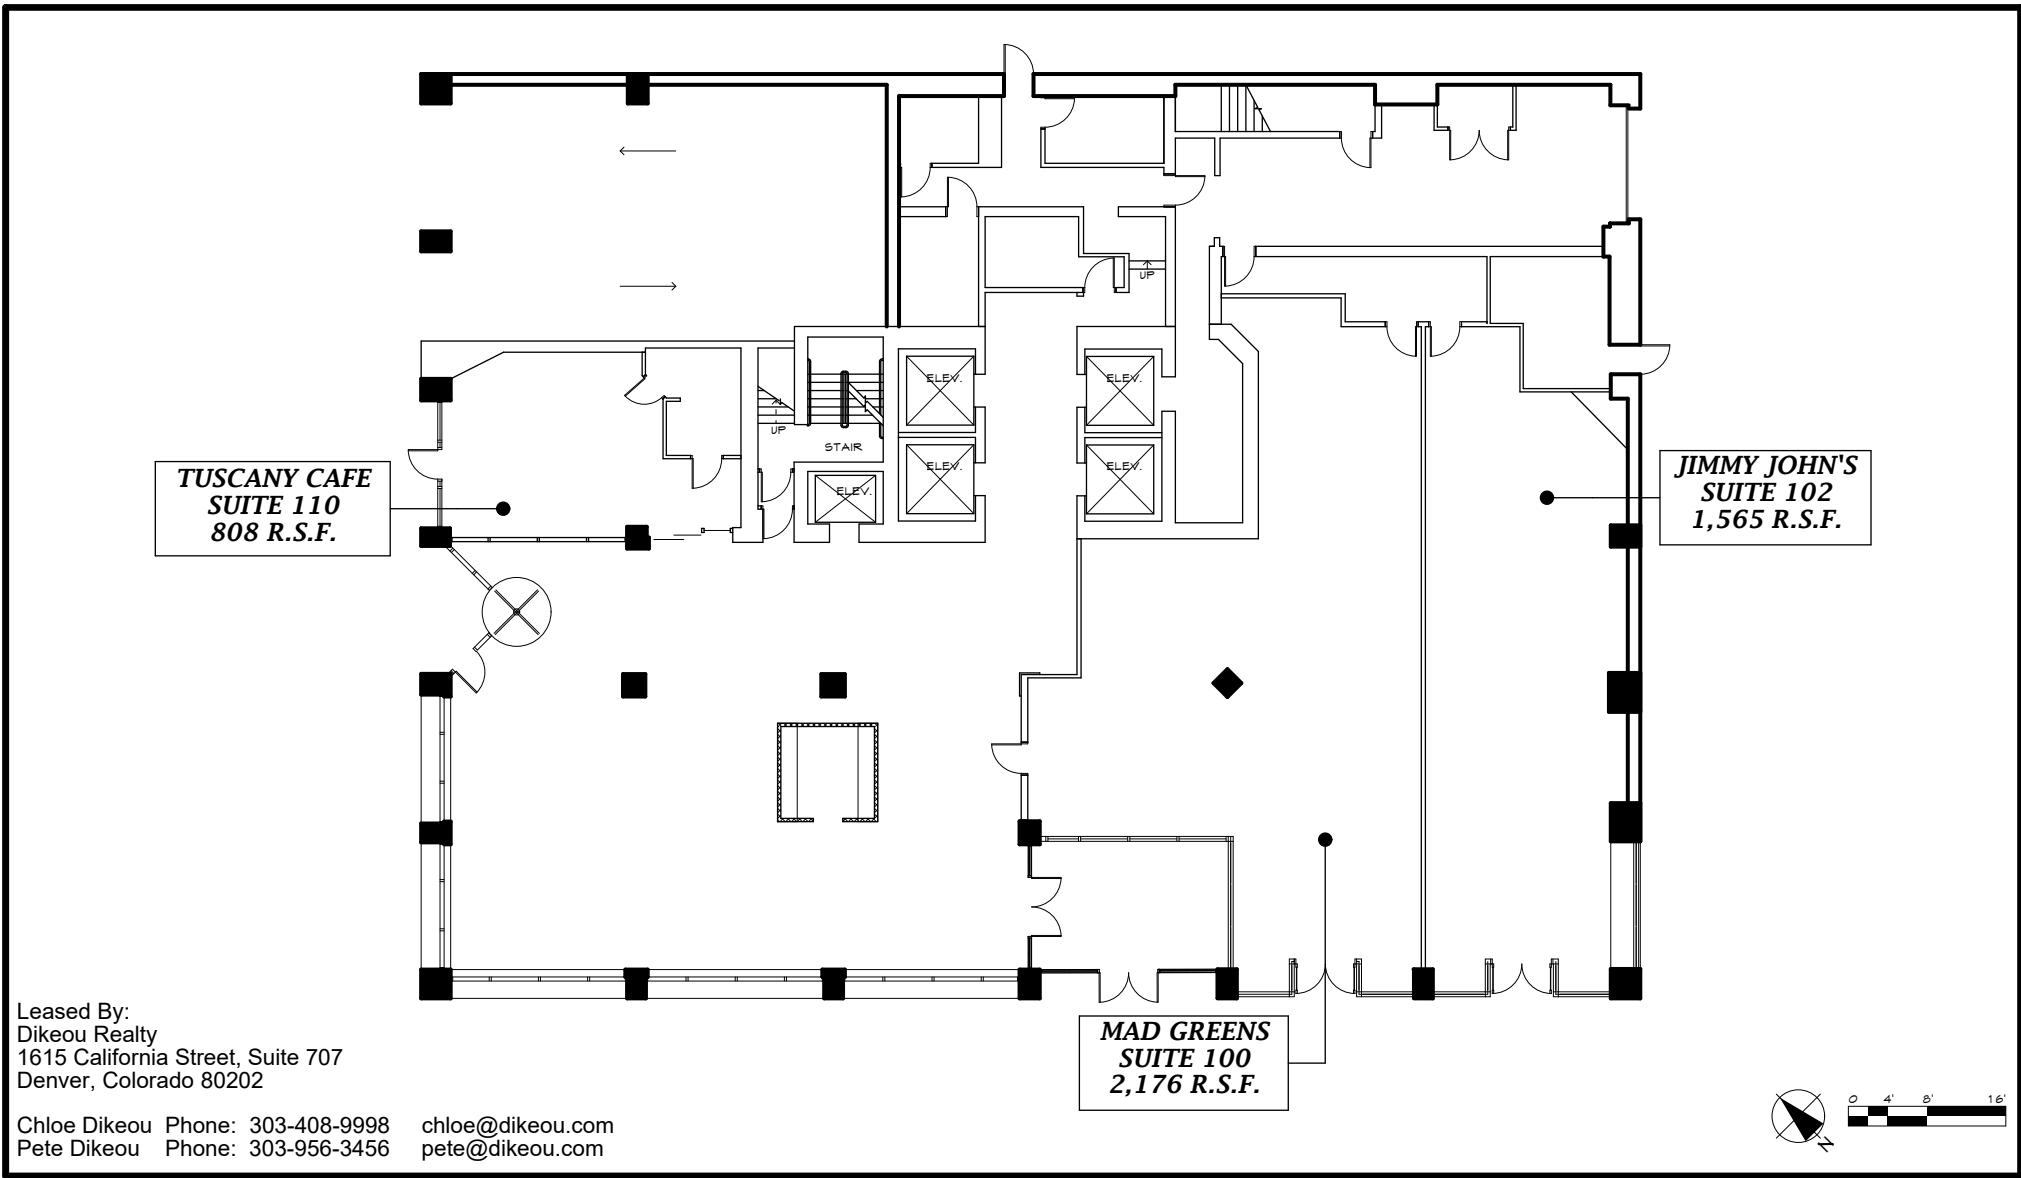 UP
ELEV.
ELEV.
UP
STAIR
ELEV.
ELEV.
ELEV.
TUSCANY CAFE
SUITE 110
808 R.S.F.
JIMMY JOHN'S
SUITE 102
1,565 R.S.F.
MAD GREENS
SUITE 100
2,176 R.S.F.
Leased By:
Dikeou Realty
1615 California Street, Suite 707
Denver, Colorado 80202
Chloe Dikeou Phone: 303-408-9998 chloe@dikeou.com
Pete Dikeou Phone: 303-956-3456 pete@dikeou.com
N
0 4' 8' 16'